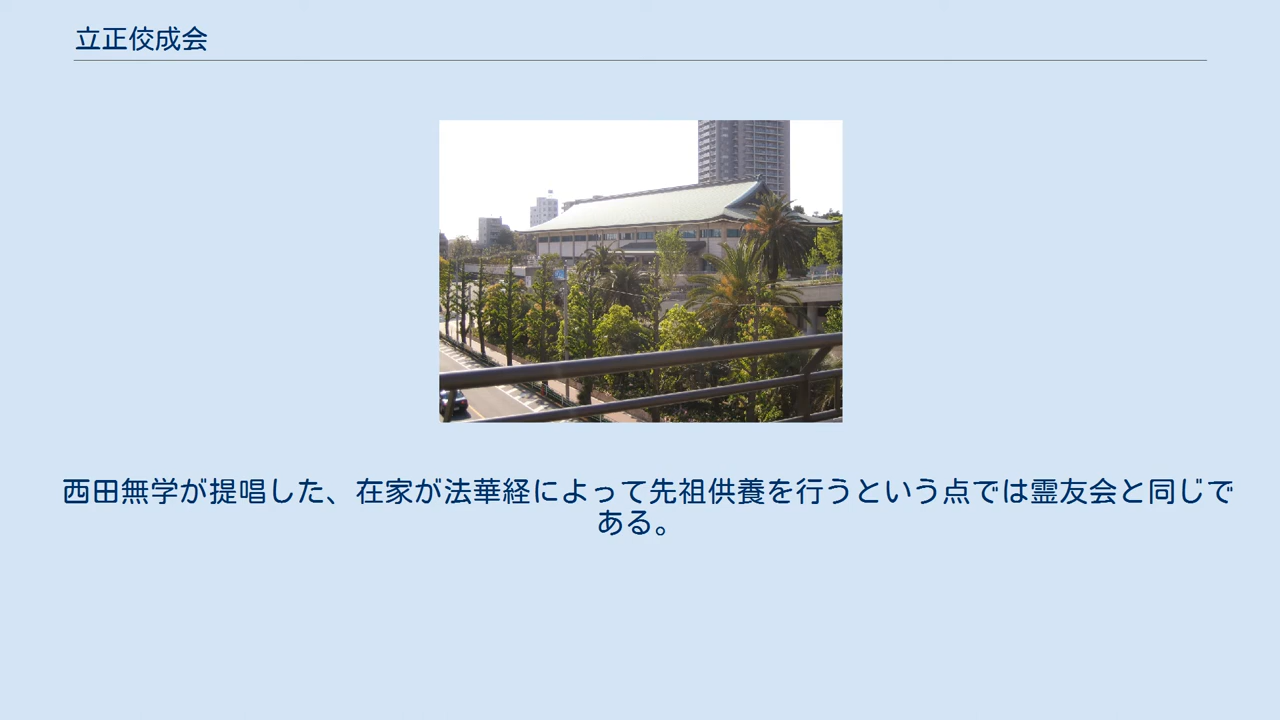 立正佼成会
西田無学が提唱した、在家が法華経によって先祖供養を行うという点では霊友会と同じで
ある。